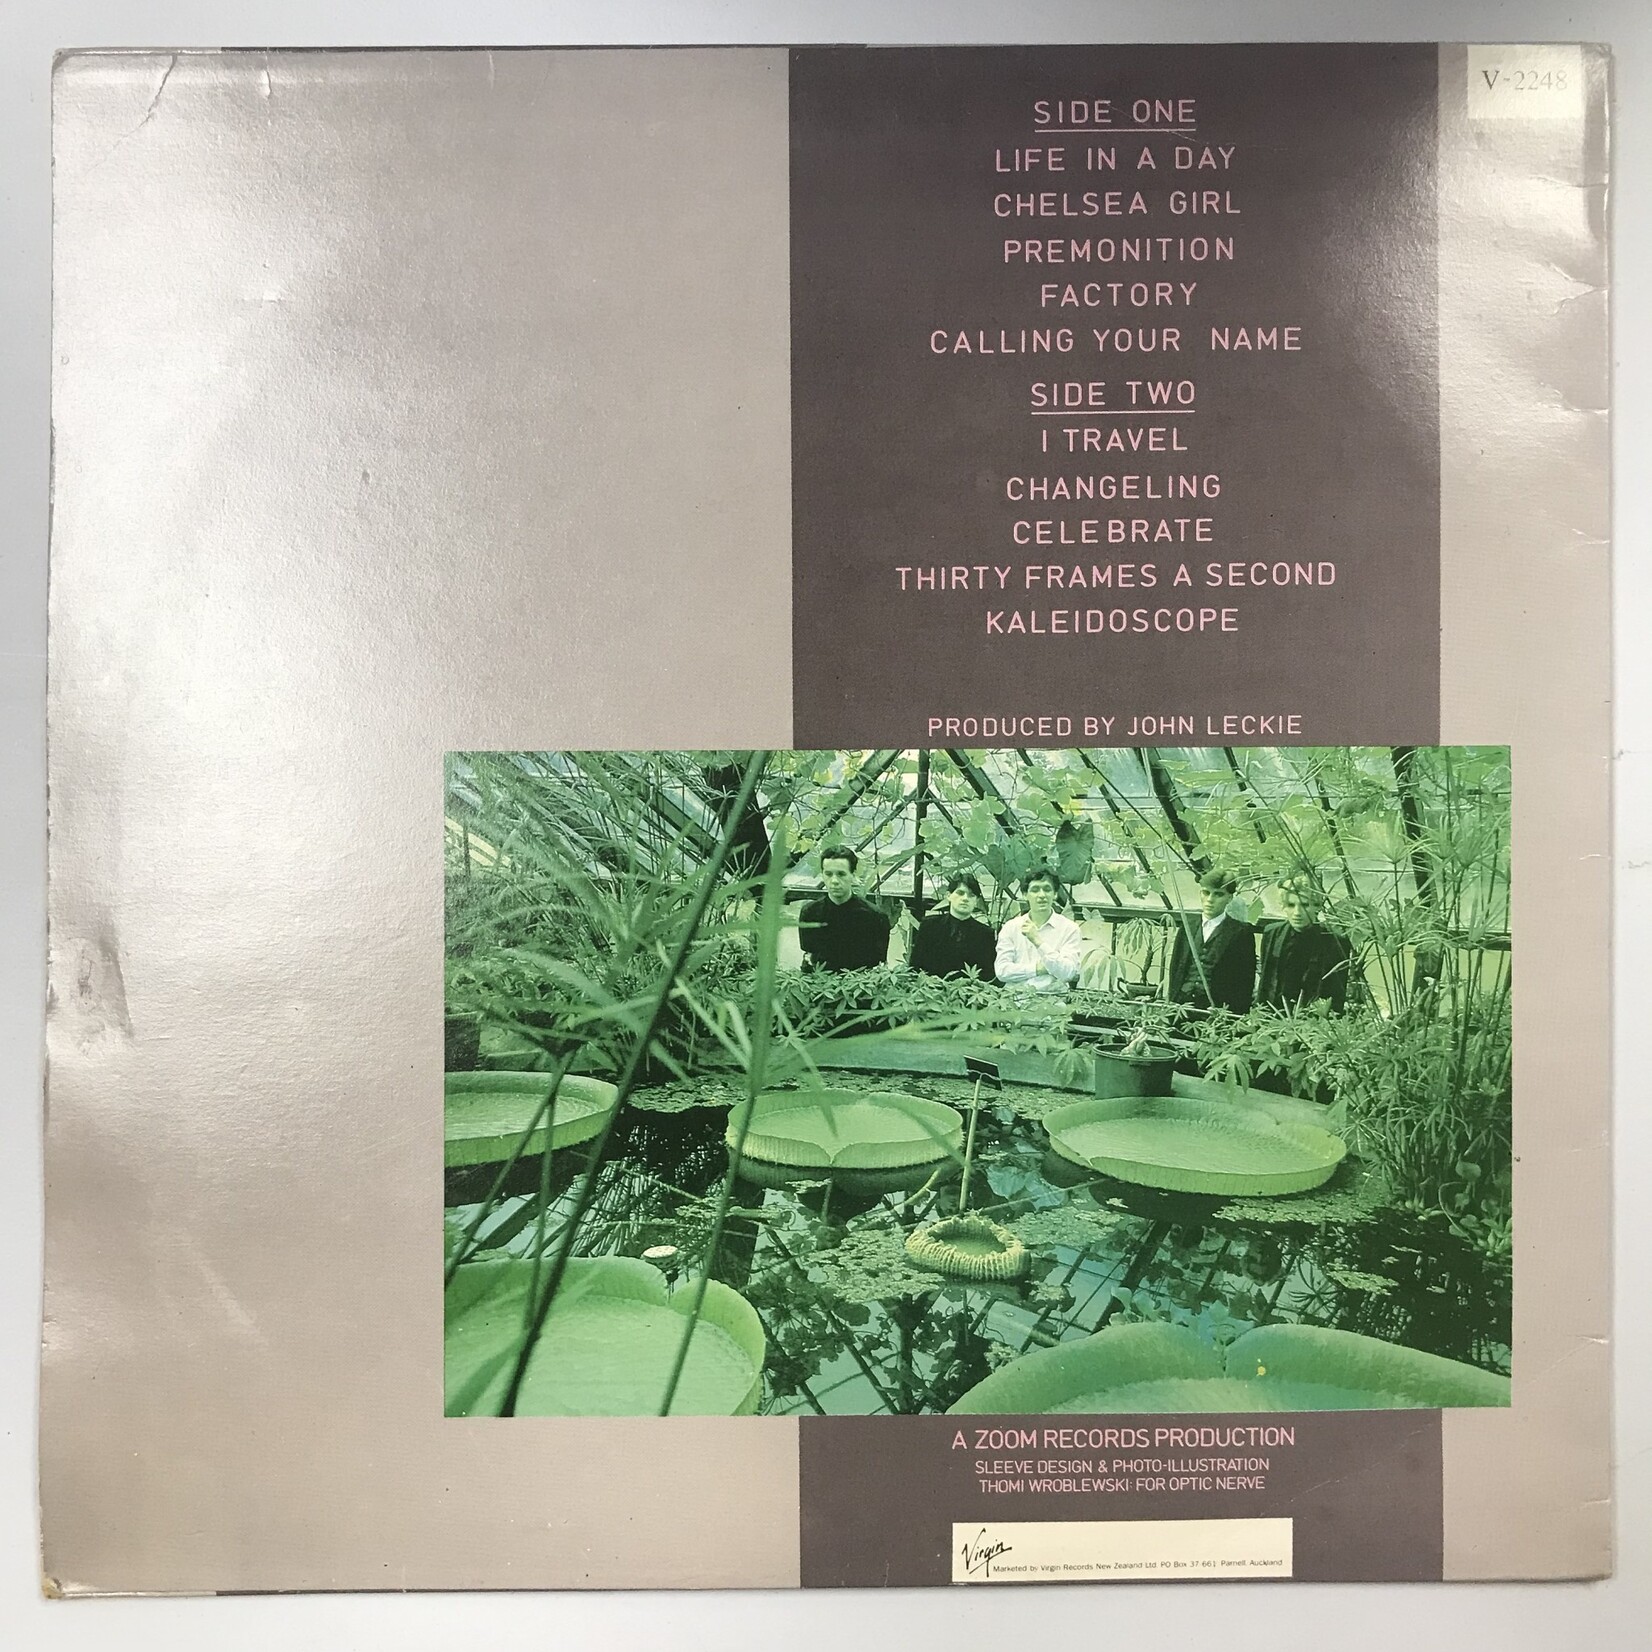 V-2248
SIDE ONE
LIFE IN A DAY
CHELSEA GIRL
PREMONITION
FACTORY
CALLING YOUR NAME
SIDE TWO
I TRAVEL
CHANGELING
CELEBRATE
THIRTY FRAMES A SECOND
KALEIDOSCOPE
PRODUCED BY JOHN LECKIE
A ZOOM RECORDS PRODUCTION
SLEEVE DESIGN & PHOTO-ILLUSTRATION
THOMI WROBLEWSKI: FOR OPTIC NERVE
Virgin
Marketed by Virgin Records New Zealand Ltd. PO Box 37-661 Parnell, Auckland